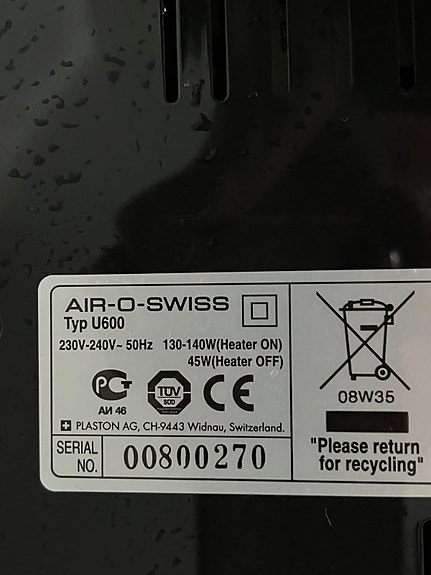 AIR-O-SWISS
Typ U600
230V-240V~ 50Hz 130-140W(Heater ON)
45W(Heater OFF)
РСТ
АИ 46
TÜV
SÜD
CE
PLASTON AG, CH-9443 Widnau, Switzerland.
SERIAL
NO.
00800270
08W35
"Please return
for recycling"